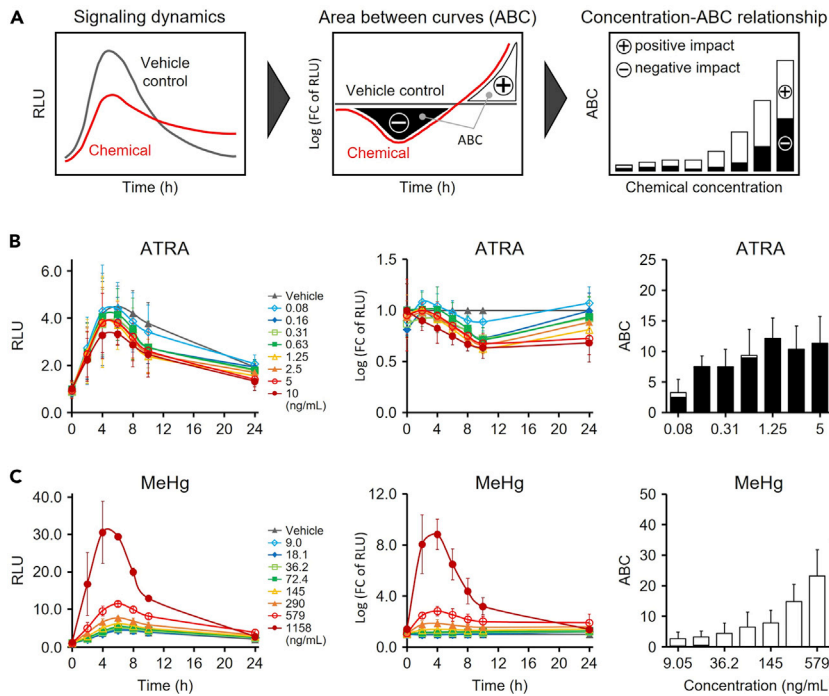 A
Signaling dynamics
RLU
Vehicle
control
Chemical
Time (h)
Area between curves (ABC)
Log (FC of RLU)
Vehicle control
+
−
ABC
Chemical
Time (h)
Concentration-ABC relationship
ABC
+ positive impact
− negative impact
+
−
Chemical concentration
B
ATRA
RLU
6.0
4.0
2.0
0.0
0 4 8 12 16 20 24
Vehicle
0.08
0.16
0.31
0.63
1.25
2.5
5
10
(ng/mL)
ATRA
Log (FC of RLU)
1.5
1.0
0.5
0.0
0 4 8 12 16 20 24
ATRA
ABC
25
20
15
10
5
0
0.08 0.31 1.25 5
C
MeHg
RLU
40.0
30.0
20.0
10.0
0.0
0 4 8 12 16 20 24
Time (h)
Vehicle
9.0
18.1
36.2
72.4
145
290
579
1158
(ng/mL)
MeHg
Log (FC of RLU)
12.0
8.0
4.0
0.0
0 4 8 12 16 20 24
Time (h)
MeHg
ABC
50
40
30
20
10
0
9.05 36.2 145 579
Concentration (ng/mL